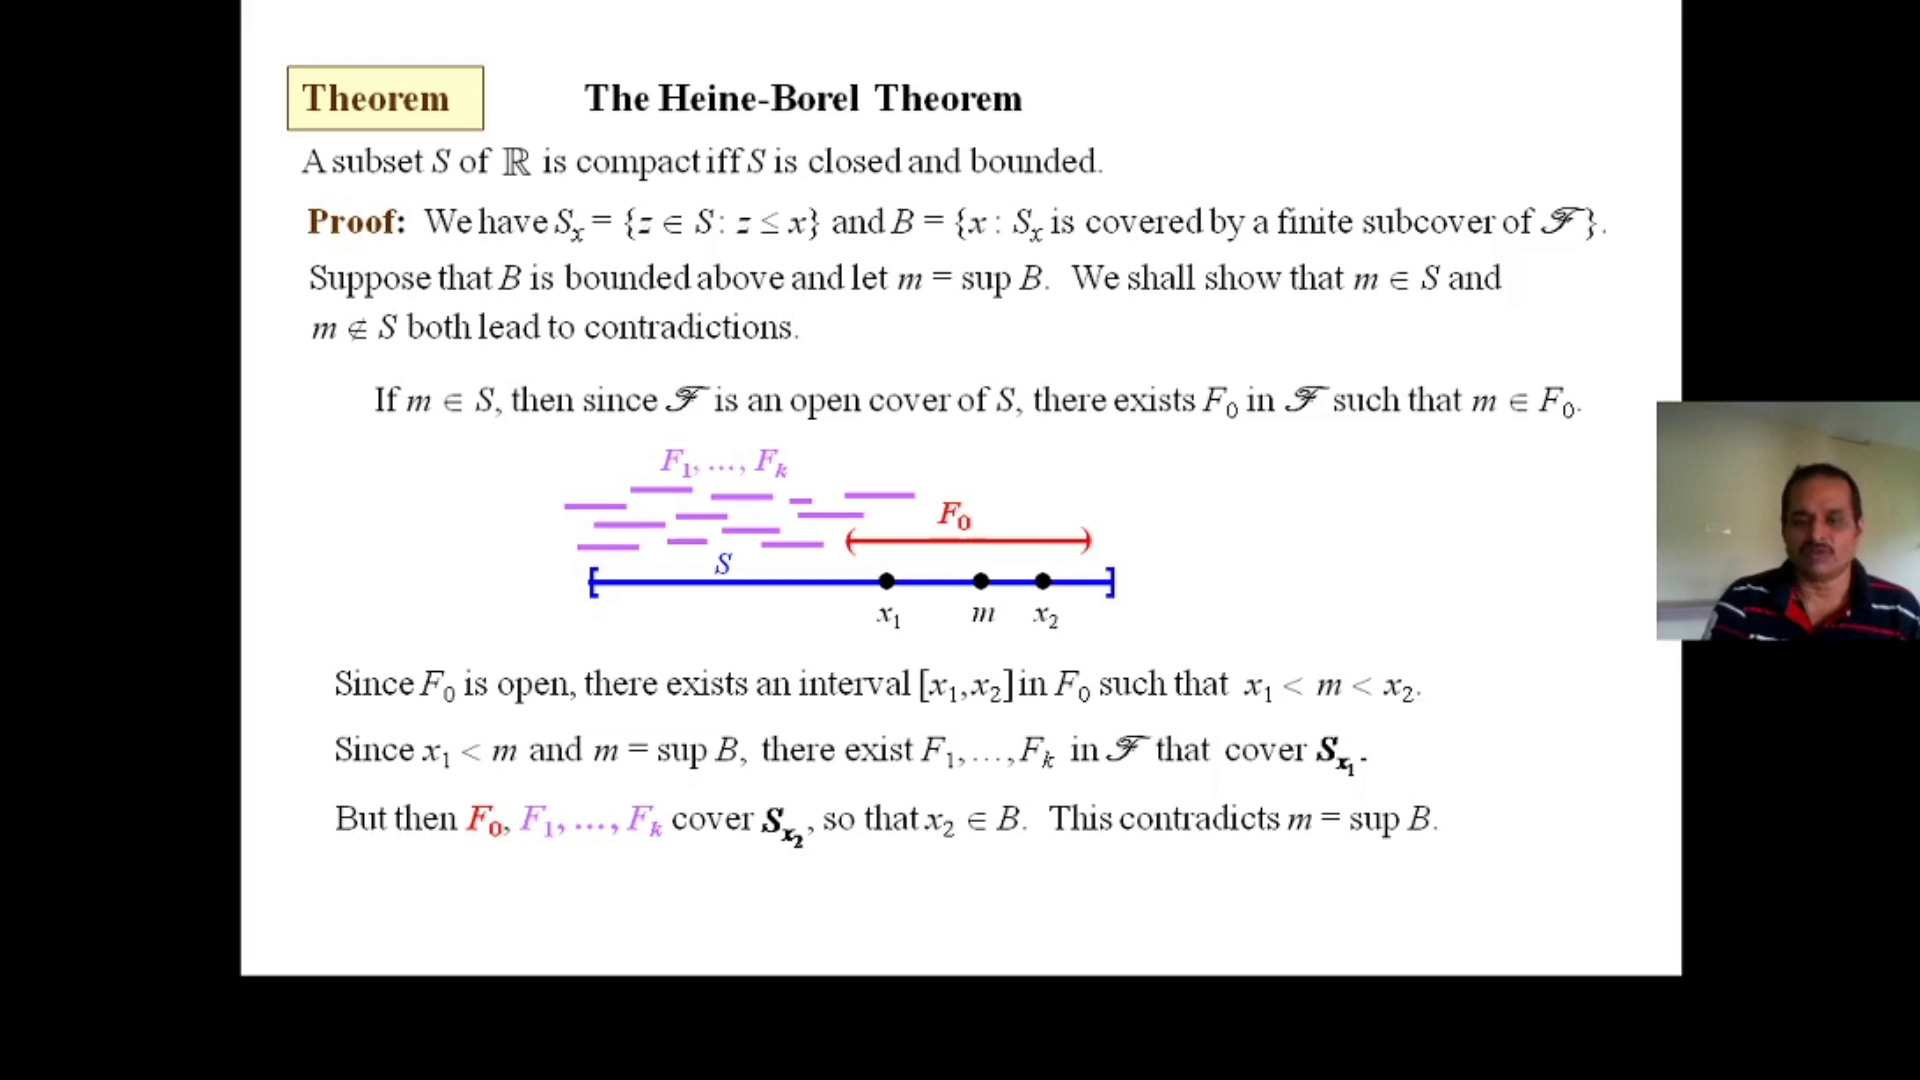 Theorem The Heine-Borel Theorem
A subset S of ℝ is compact iff S is closed and bounded.
Proof: We have Sₓ = {z ∈ S: z ≤ x} and B = {x : Sₓ is covered by a finite subcover of ℱ}.
Suppose that B is bounded above and let m = sup B. We shall show that m ∈ S and
m ∉ S both lead to contradictions.
If m ∈ S, then since ℱ is an open cover of S, there exists F₀ in ℱ such that m ∈ F₀.
F₁, …, Fₖ
F₀
S
x₁ m x₂
Since F₀ is open, there exists an interval [x₁,x₂] in F₀ such that x₁ < m < x₂.
Since x₁ < m and m = sup B, there exist F₁,…,Fₖ in ℱ that cover Sₓ₁.
But then F₀, F₁, …, Fₖ cover Sₓ₂, so that x₂ ∈ B. This contradicts m = sup B.